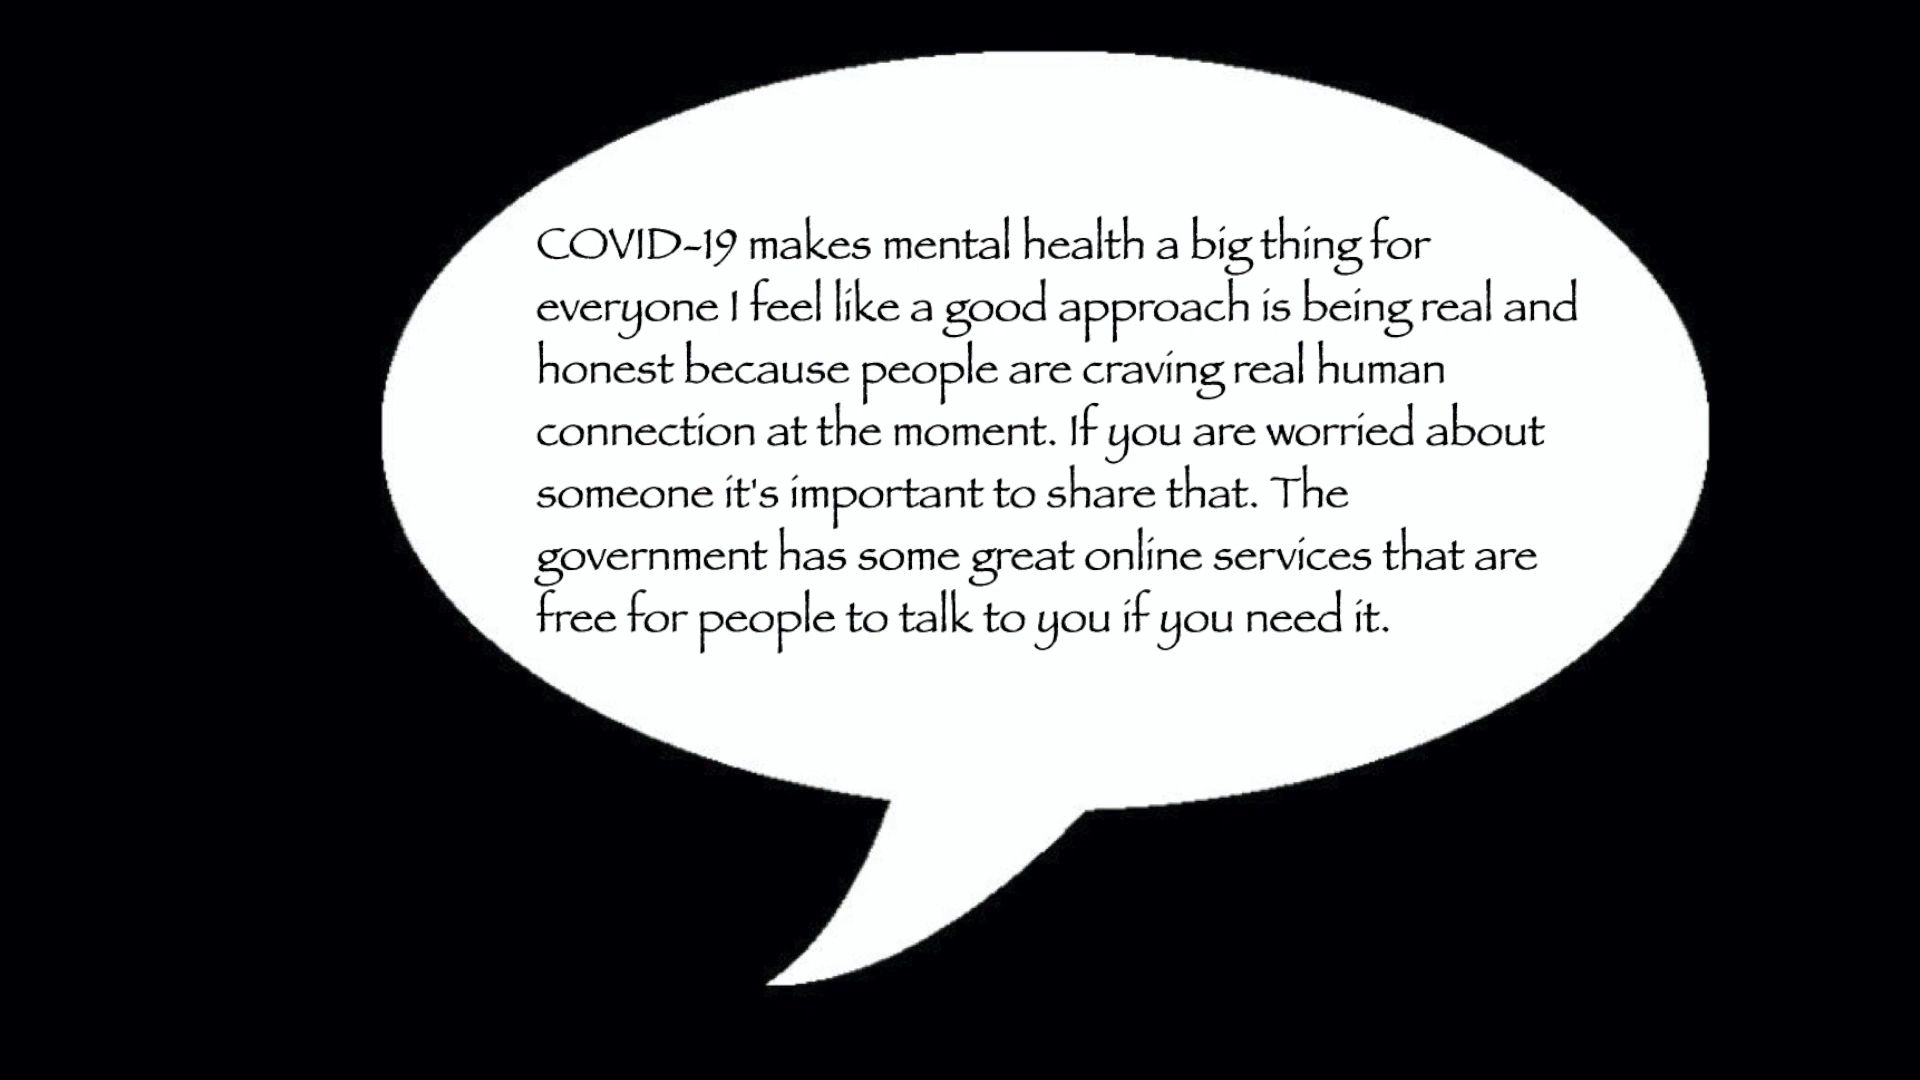 COVID-19 makes mental health a big thing for
everyone I feel like a good approach is being real and
honest because people are craving real human
connection at the moment. If you are worried about
someone it's important to share that. The
government has some great online services that are
free for people to talk to you if you need it.